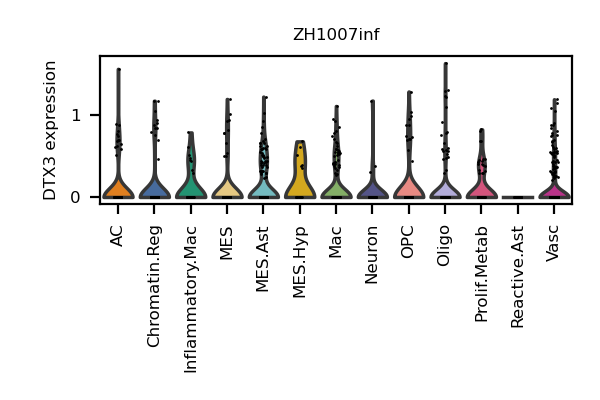 ZH1007inf
DTX3 expression
1
0
AC
Chromatin.Reg
Inflammatory.Mac
MES
MES.Ast
MES.Hyp
Mac
Neuron
OPC
Oligo
Prolif.Metab
Reactive.Ast
Vasc